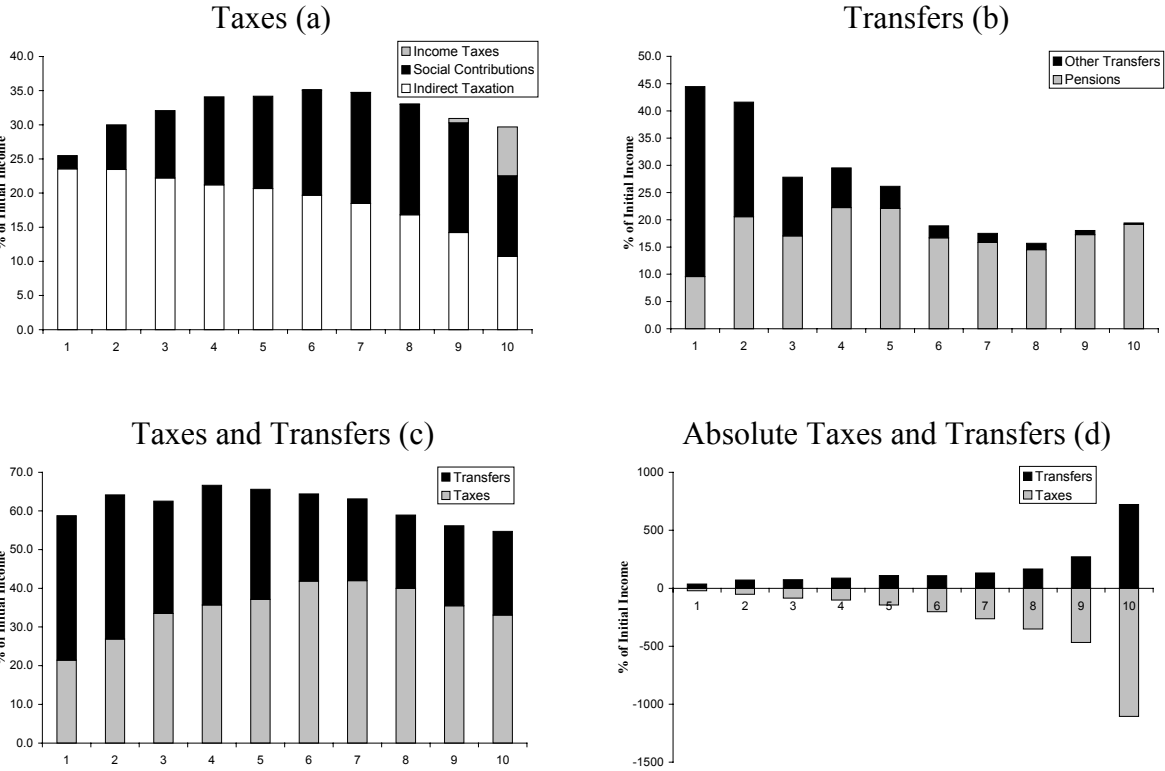 Taxes (a)
% of Initial Income
40.0
35.0
30.0
25.0
20.0
15.0
10.0
5.0
0.0
Income Taxes
Social Contributions
Indirect Taxation
1 2 3 4 5 6 7 8 9 10
Transfers (b)
% of Initial Income
50.0
45.0
40.0
35.0
30.0
25.0
20.0
15.0
10.0
5.0
0.0
Other Transfers
Pensions
1 2 3 4 5 6 7 8 9 10
Taxes and Transfers (c)
% of Initial Income
70.0
60.0
50.0
40.0
30.0
20.0
10.0
0.0
Transfers
Taxes
1 2 3 4 5 6 7 8 9 10
Absolute Taxes and Transfers (d)
% of Initial Income
1000
500
0
-500
-1000
-1500
Transfers
Taxes
1 2 3 4 5 6 7 8 9 10